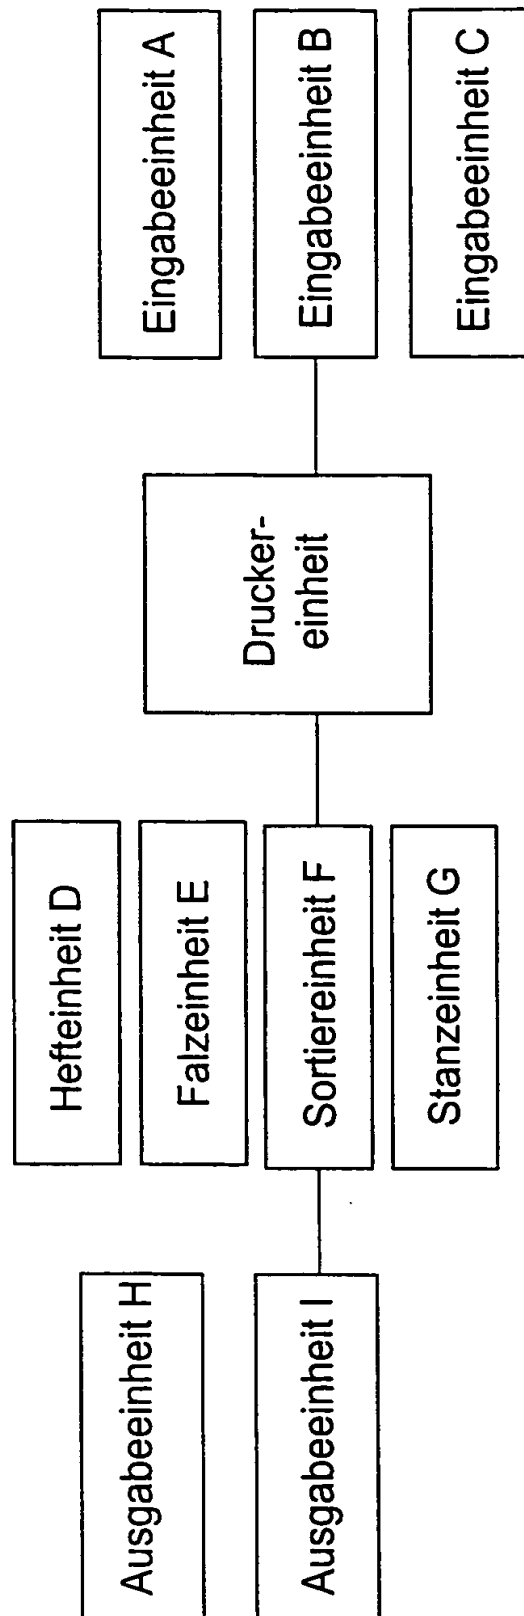 Eingabeeinheit A
Eingabeeinheit B
Eingabeeinheit C
Drucker-
einheit
Hefteinheit D
Falzeinheit E
Sortiereinheit F
Stanzeinheit G
Ausgabeeinheit H
Ausgabeeinheit I